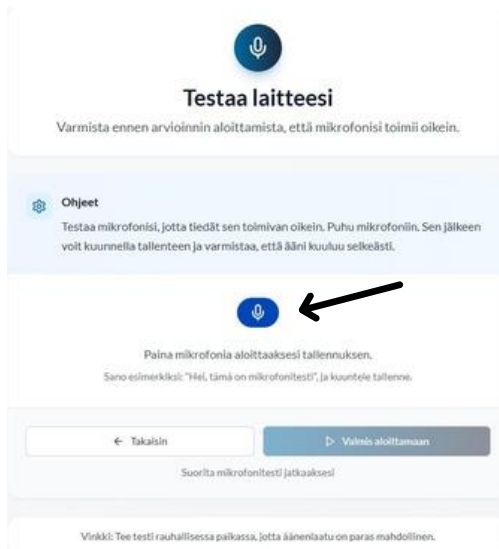 Testaa laitteesi
Varmista ennen arvioinnin aloittamista, että mikrofonisi toimii oikein.
Ohjeet
Testaa mikrofonisi, jotta tiedät sen toimivan oikein. Puhu mikrofoniin. Sen jälkeen
voit kuunnella tallenteen ja varmistaa, että ääni kuuluu selkeästi.
Paina mikrofonia aloittaaksesi tallennuksen.
Sano esimerkiksi: "Hei, tämä on mikrofonitesti", ja kuuntele tallenne.
← Takaisin
Valmis aloittamaan
Suorita mikrofonitesti jatkaaksesi
Vinkki: Tee testi rauhallisessa paikassa, jotta äänenlaatu on paras mahdollinen.